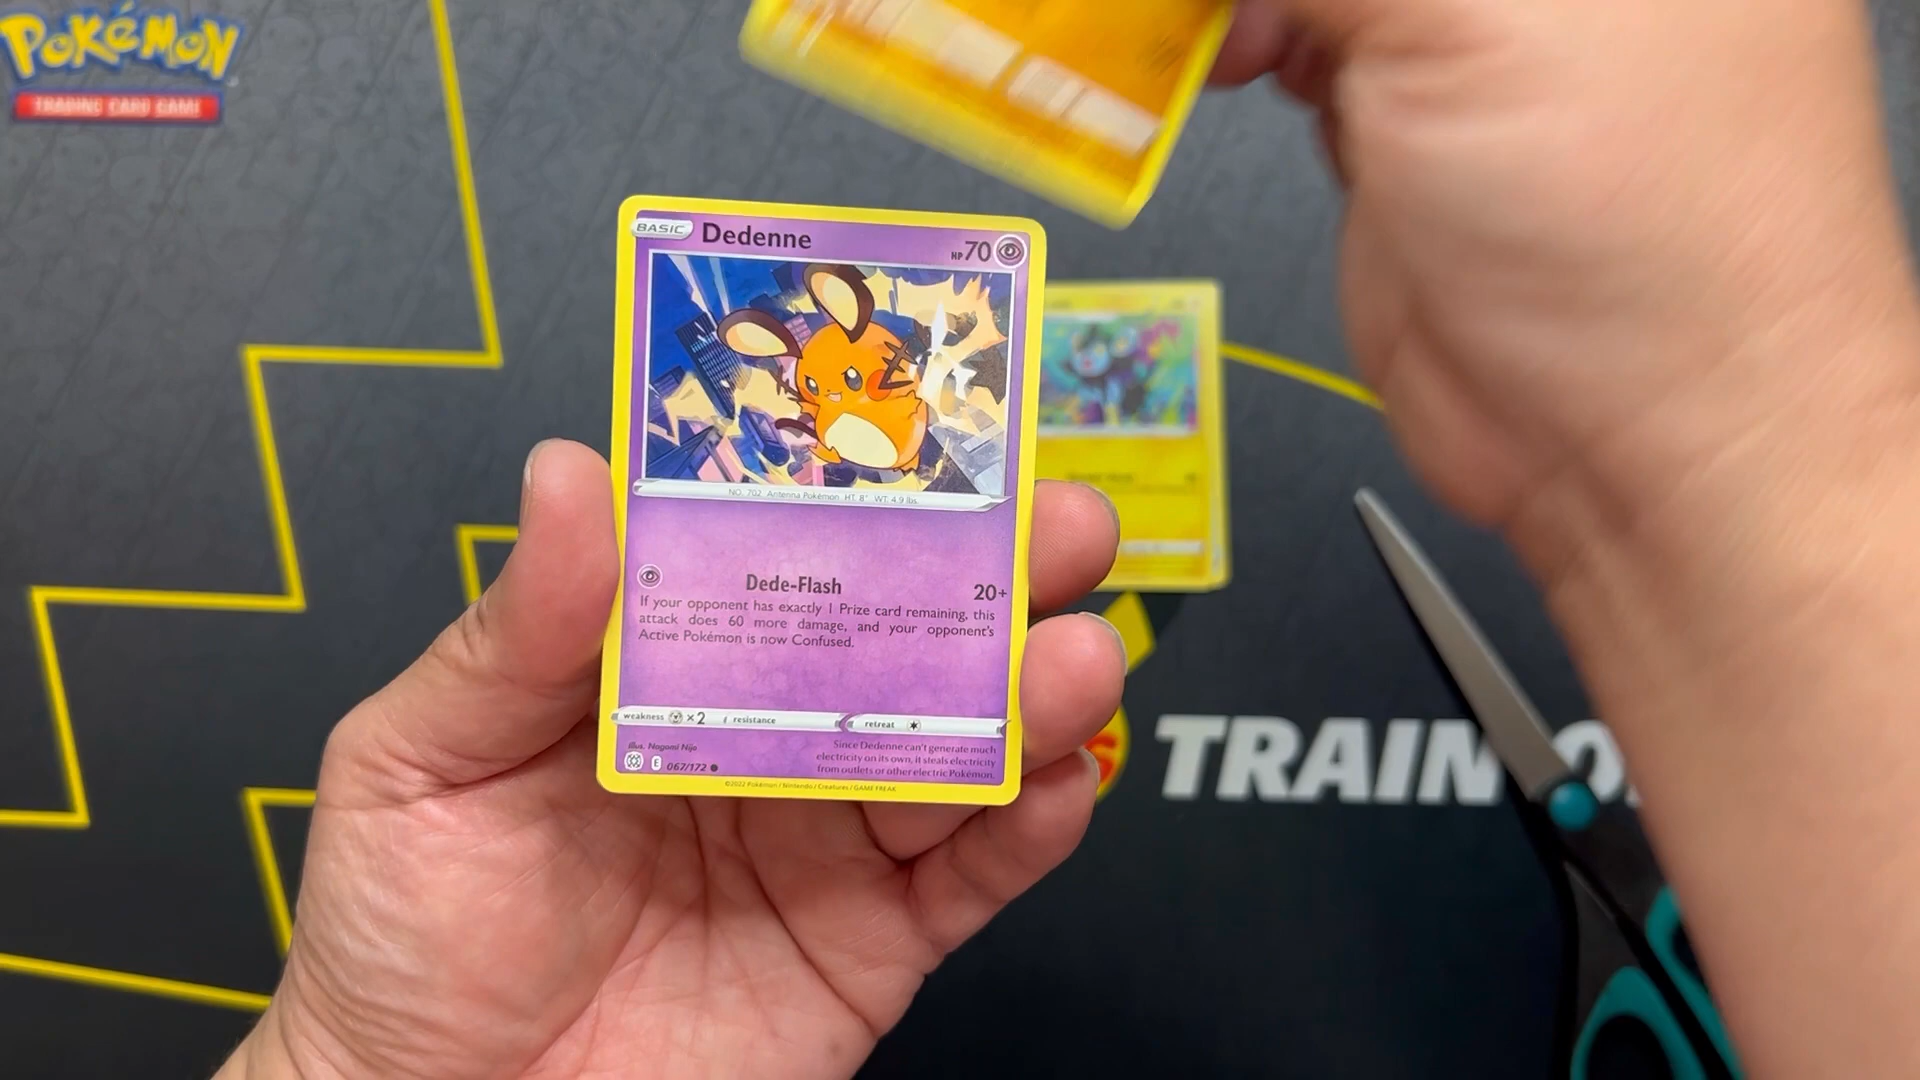 POKÉMON
TRADING CARD GAME
BASIC Dedenne HP 70
NO. 702 Antenna Pokémon HT. 8" WT. 4.9 lbs.
Dede-Flash 20+
If your opponent has exactly 1 Prize card remaining, this
attack does 60 more damage, and your opponent's
Active Pokémon is now Confused.
weakness ×2 resistance retreat
Illus. Nagomi Nijo
E 067/172
Since Dedenne can't generate much
electricity on its own, it steals electricity
from outlets or other electric Pokémon.
©2022 Pokémon / Nintendo / Creatures / GAME FREAK
TRAIN O